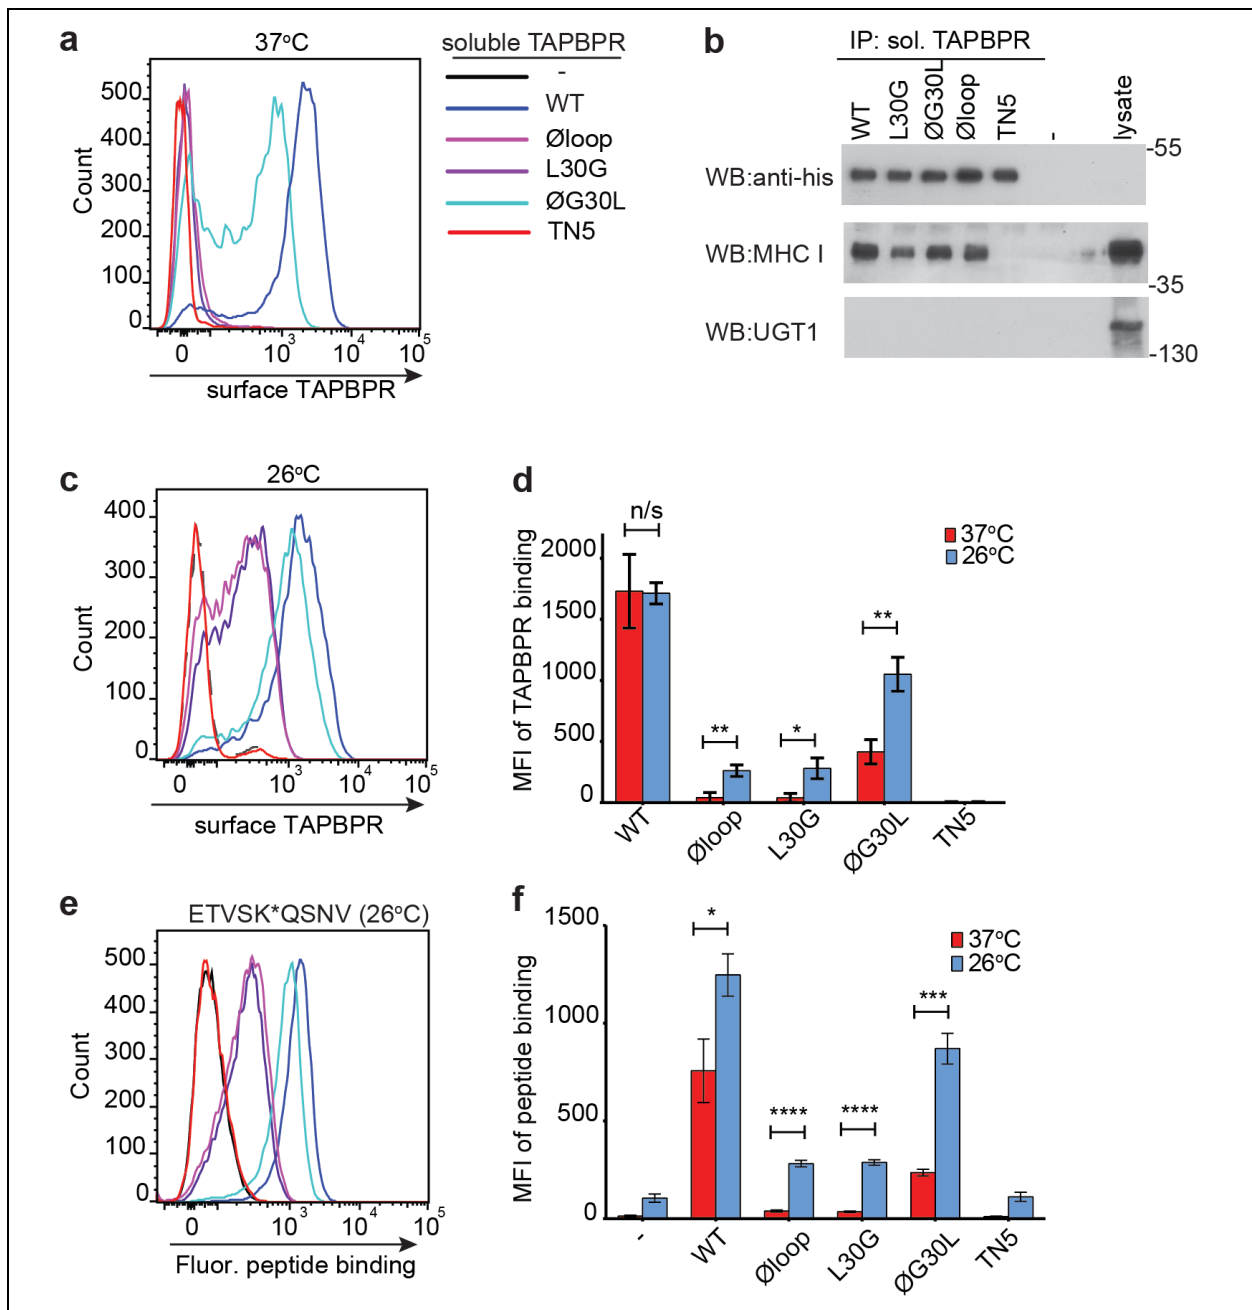 a
37°C
Count
500
400
300
200
100
0
0 10³ 10⁴ 10⁵
surface TAPBPR
soluble TAPBPR
-
WT
Øloop
L30G
ØG30L
TN5
b
IP: sol. TAPBPR
WT L30G ØG30L Øloop TN5 - lysate
-55
WB:anti-his
WB:MHC I
-35
WB:UGT1
-130
c
26°C
Count
400
300
200
100
0
0 10³ 10⁴ 10⁵
surface TAPBPR
d
MFI of TAPBPR binding
2000
1500
1000
500
0
n/s
** * **
37°C
26°C
WT Øloop L30G ØG30L TN5
e
ETVSK*QSNV (26°C)
Count
500
400
300
200
100
0
0 10³ 10⁴ 10⁵
Fluor. peptide binding
f
MFI of peptide binding
1500
1000
500
0
* **** **** ***
37°C
26°C
- WT Øloop L30G ØG30L TN5